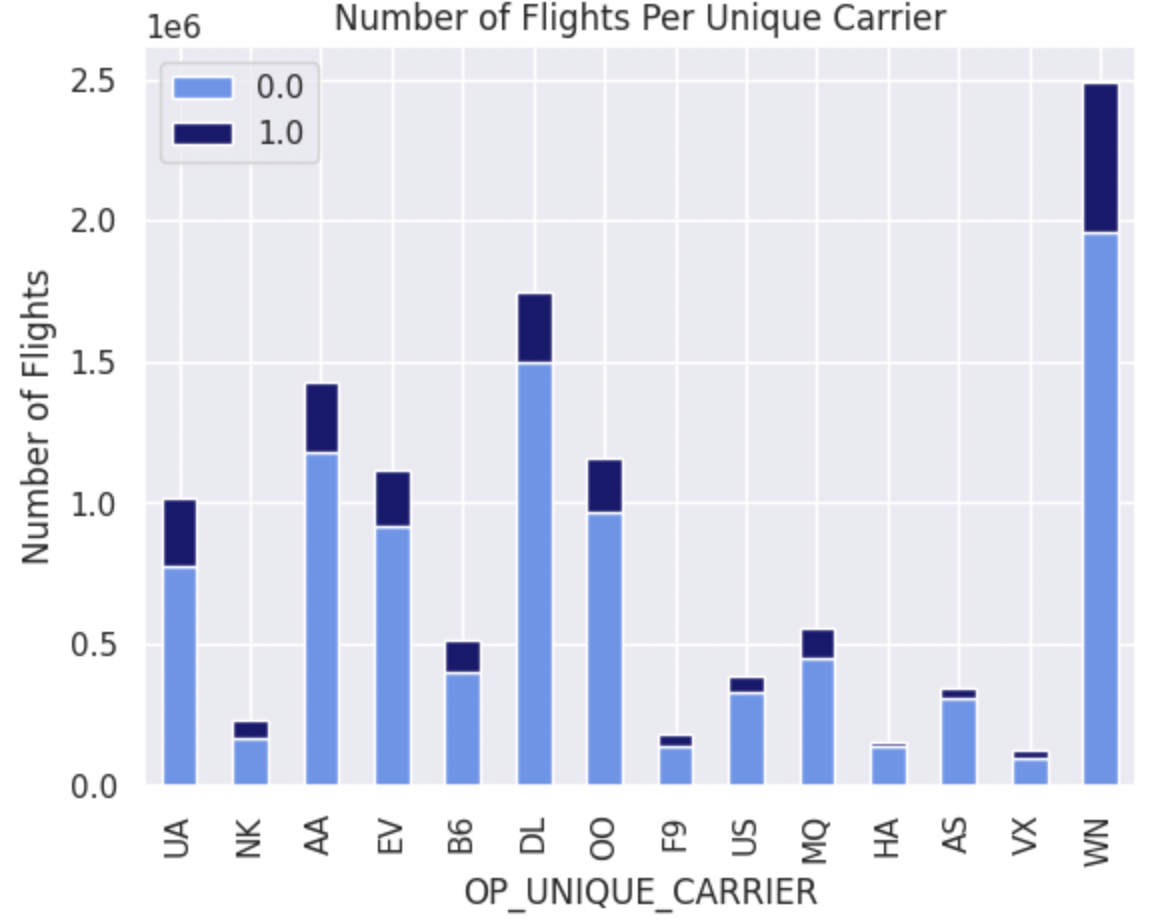 Number of Flights Per Unique Carrier
1e6
0.0
1.0
2.5
2.0
1.5
1.0
0.5
0.0
Number of Flights
UA NK AA EV B6 DL OO F9 US MQ HA AS VX WN
OP_UNIQUE_CARRIER